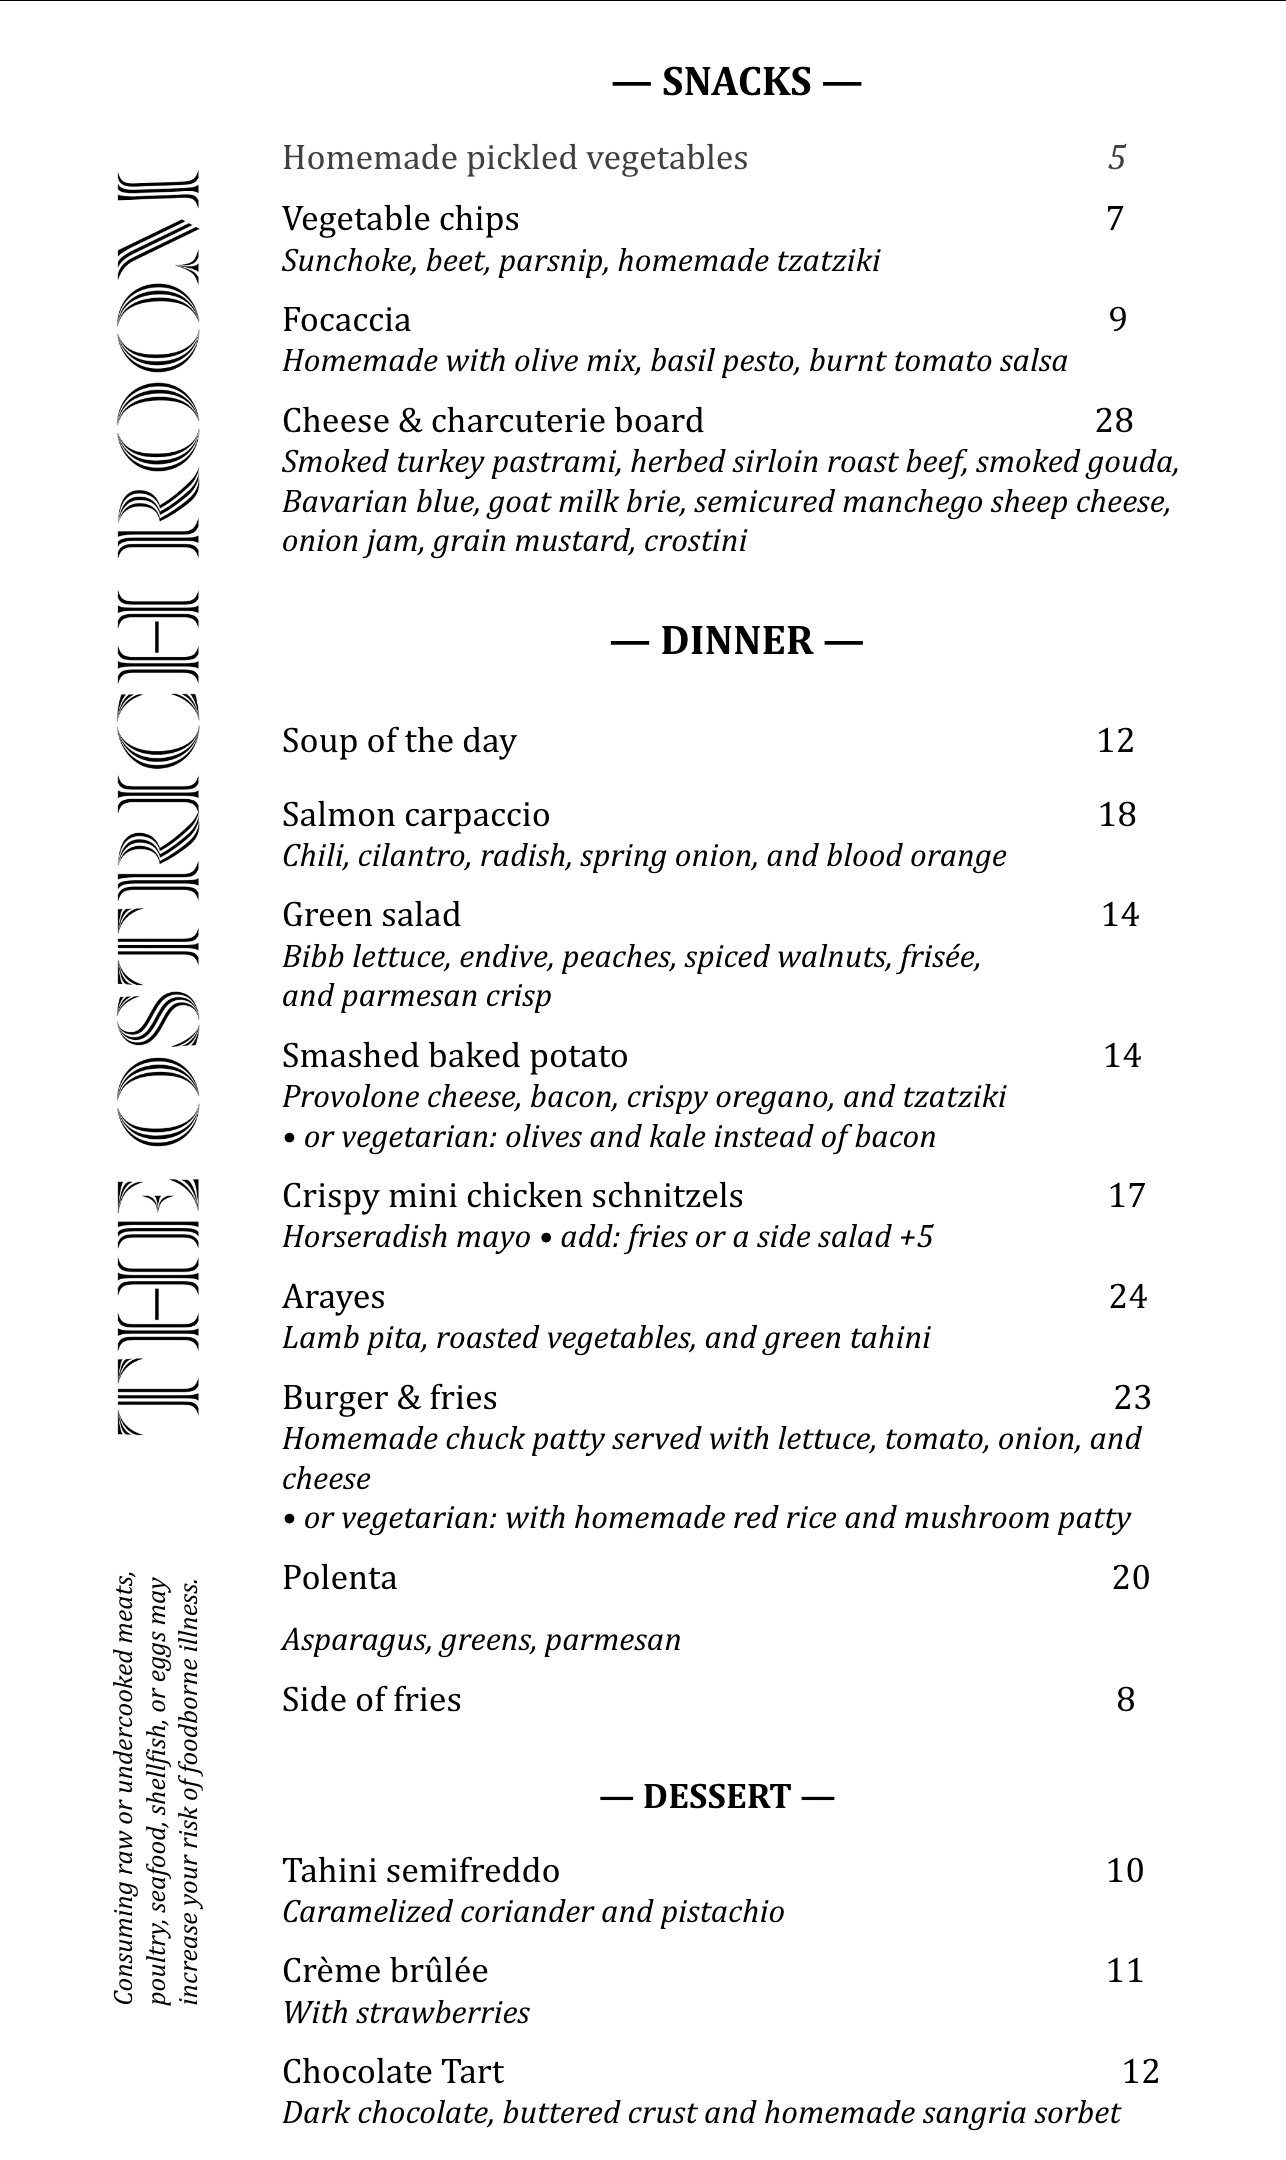 THE OSTRICH ROOM
Consuming raw or undercooked meats,
poultry, seafood, shellfish, or eggs may
increase your risk of foodborne illness.
— SNACKS —
Homemade pickled vegetables 5
Vegetable chips 7
Sunchoke, beet, parsnip, homemade tzatziki
Focaccia 9
Homemade with olive mix, basil pesto, burnt tomato salsa
Cheese & charcuterie board 28
Smoked turkey pastrami, herbed sirloin roast beef, smoked gouda,
Bavarian blue, goat milk brie, semicured manchego sheep cheese,
onion jam, grain mustard, crostini
— DINNER —
Soup of the day 12
Salmon carpaccio 18
Chili, cilantro, radish, spring onion, and blood orange
Green salad 14
Bibb lettuce, endive, peaches, spiced walnuts, frisée,
and parmesan crisp
Smashed baked potato 14
Provolone cheese, bacon, crispy oregano, and tzatziki
• or vegetarian: olives and kale instead of bacon
Crispy mini chicken schnitzels 17
Horseradish mayo • add: fries or a side salad +5
Arayes 24
Lamb pita, roasted vegetables, and green tahini
Burger & fries 23
Homemade chuck patty served with lettuce, tomato, onion, and
cheese
• or vegetarian: with homemade red rice and mushroom patty
Polenta 20
Asparagus, greens, parmesan
Side of fries 8
— DESSERT —
Tahini semifreddo 10
Caramelized coriander and pistachio
Crème brûlée 11
With strawberries
Chocolate Tart 12
Dark chocolate, buttered crust and homemade sangria sorbet